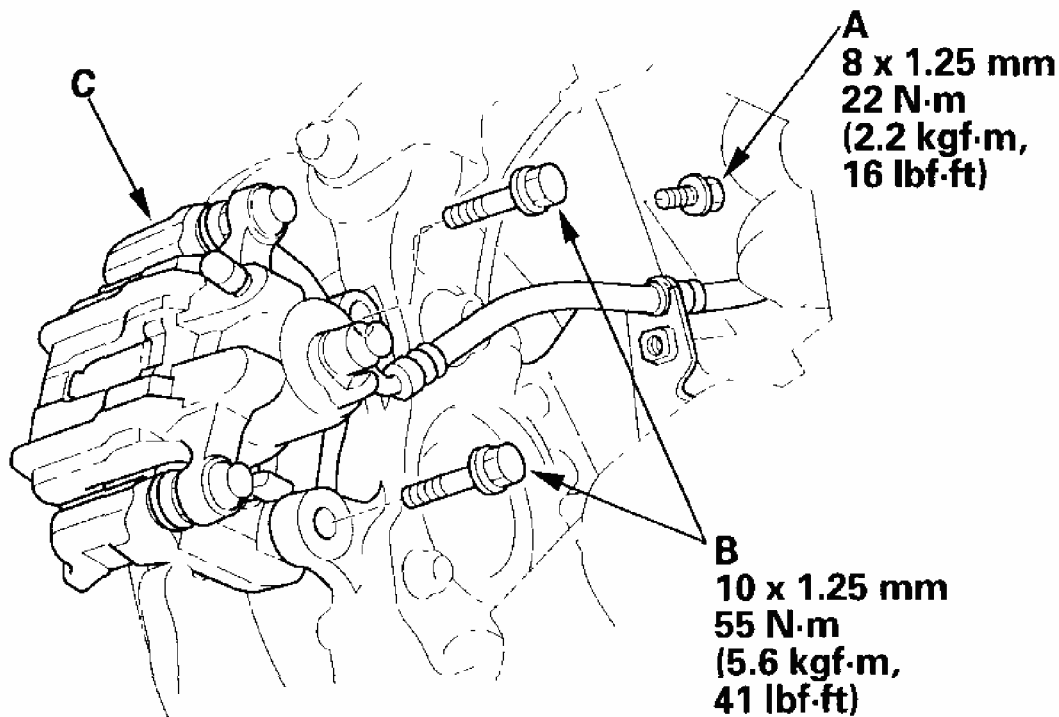 A
8 x 1.25 mm
22 N·m
(2.2 kgf·m,
16 lbf·ft)
C
B
10 x 1.25 mm
55 N·m
(5.6 kgf·m,
41 lbf·ft)